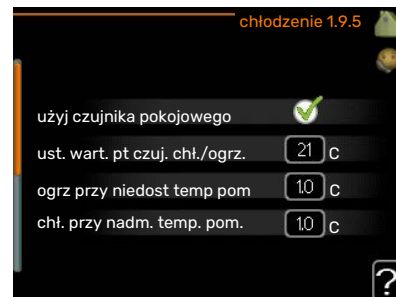 chłodzenie 1.9.5
użyj czujnika pokojowego
ust. wart. pt czuj. chł./ogrz. 21 C
ogrz przy niedost temp pom 1.0 C
chł. przy nadm. temp. pom. 1.0 C
?